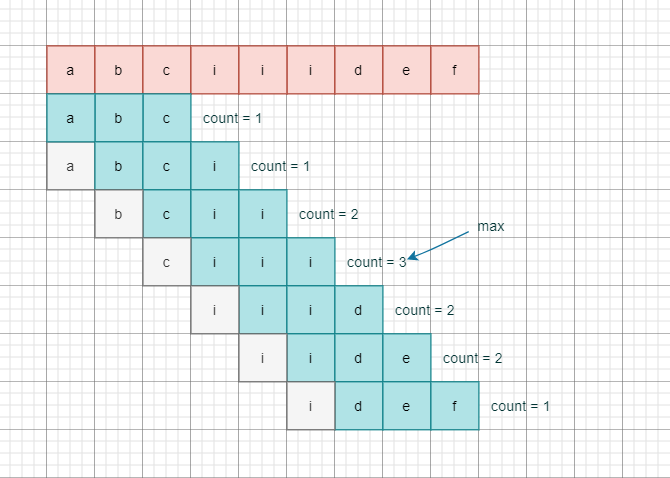 a b c i i i d e f
a b c count = 1
a b c i count = 1
b c i i count = 2
max
c i i i count = 3
i i i d count = 2
i i d e count = 2
i d e f count = 1